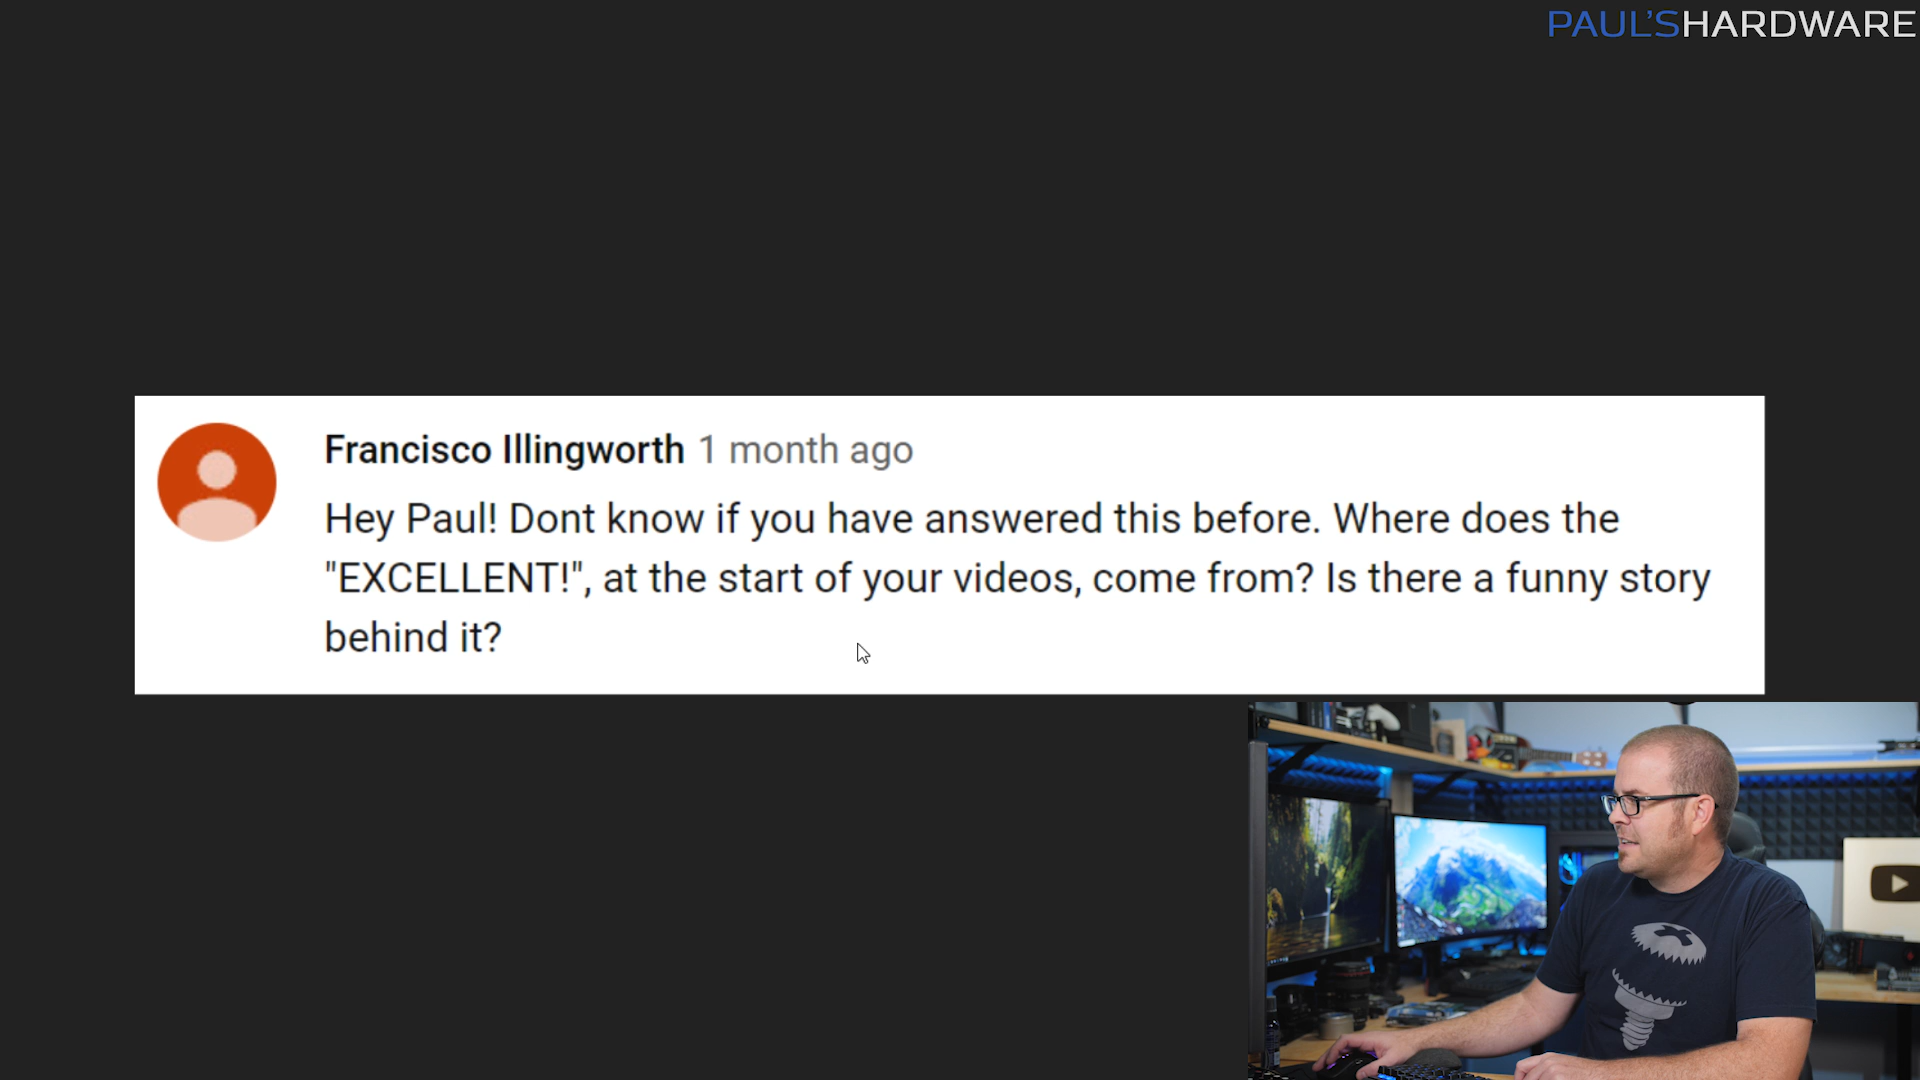 PAUL'SHARDWARE
Francisco Illingworth 1 month ago
Hey Paul! Dont know if you have answered this before. Where does the
"EXCELLENT!", at the start of your videos, come from? Is there a funny story
behind it?